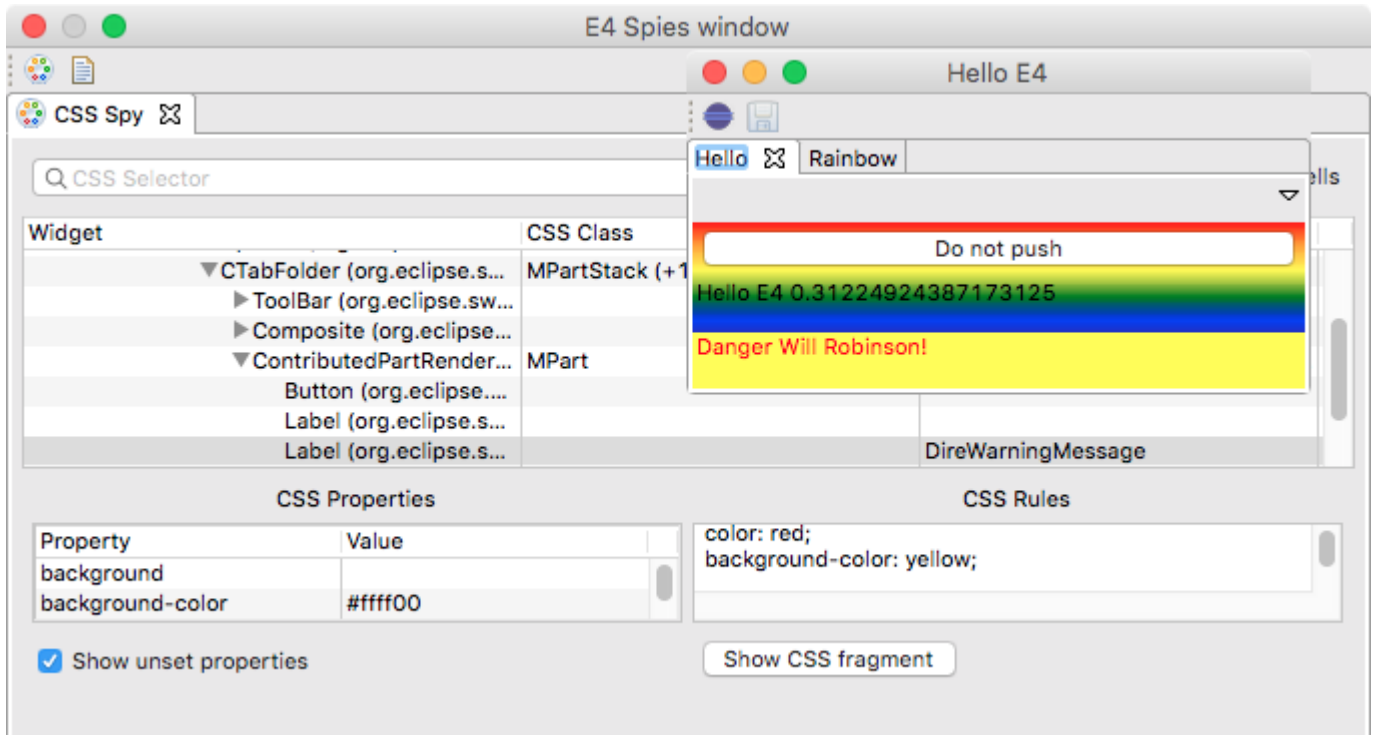 E4 Spies window
Hello E4
CSS Spy
Hello Rainbow
CSS Selector
ells
Widget CSS Class
Do not push
CTabFolder (org.eclipse.s... MPartStack (+1
ToolBar (org.eclipse.sw...
Hello E4 0.31224924387173125
Composite (org.eclipse...
ContributedPartRender... MPart
Danger Will Robinson!
Button (org.eclipse....
Label (org.eclipse.s...
Label (org.eclipse.s... DireWarningMessage
CSS Properties CSS Rules
Property Value
color: red;
background
background-color: yellow;
background-color #ffff00
Show unset properties
Show CSS fragment